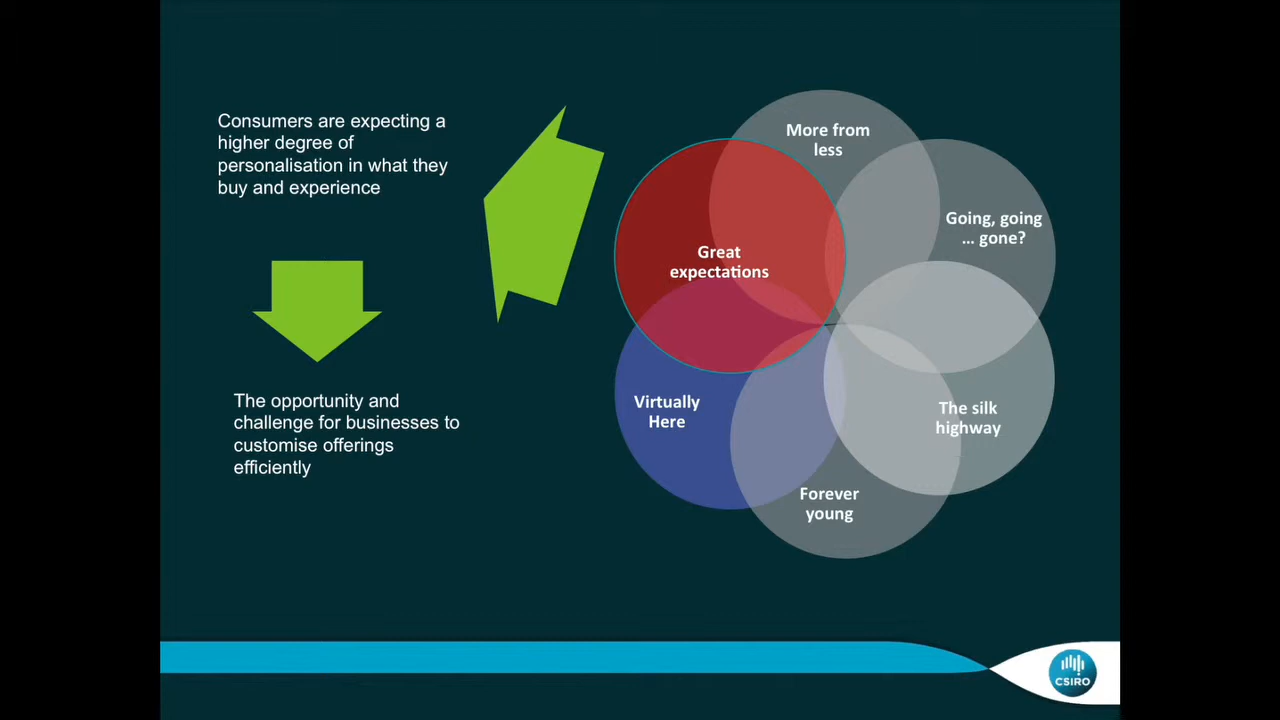 Consumers are expecting a
higher degree of
personalisation in what they
buy and experience
The opportunity and
challenge for businesses to
customise offerings
efficiently
More from
less
Going, going
... gone?
Great
expectations
Virtually
Here
The silk
highway
Forever
young
CSIRO